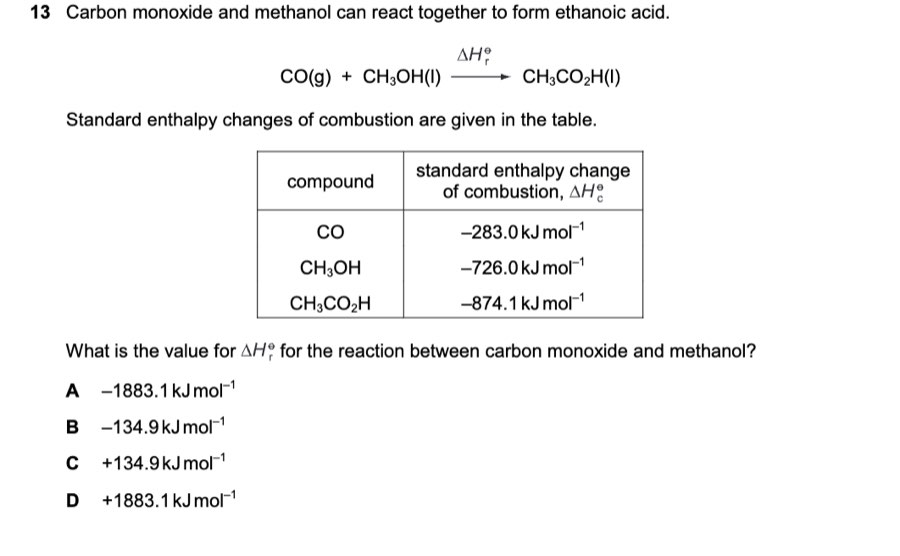 13 Carbon monoxide and methanol can react together to form ethanoic acid.
ΔH⦵r
CO(g) + CH₃OH(l) ⟶ CH₃CO₂H(l)
Standard enthalpy changes of combustion are given in the table.
compound standard enthalpy change of combustion, ΔH⦵c
CO –283.0 kJ mol⁻¹
CH₃OH –726.0 kJ mol⁻¹
CH₃CO₂H –874.1 kJ mol⁻¹
What is the value for ΔH⦵r for the reaction between carbon monoxide and methanol?
A –1883.1 kJ mol⁻¹
B –134.9 kJ mol⁻¹
C +134.9 kJ mol⁻¹
D +1883.1 kJ mol⁻¹